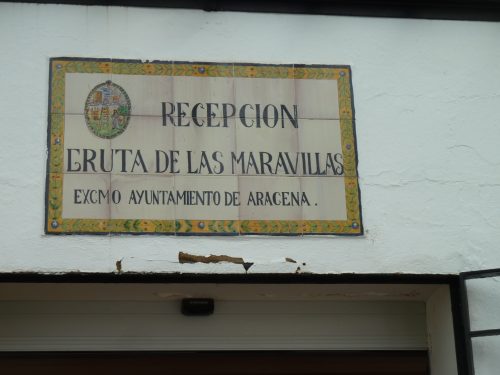 RECEPCION
GRUTA DE LAS MARAVILLAS
EXCMO AYUNTAMIENTO DE ARACENA.